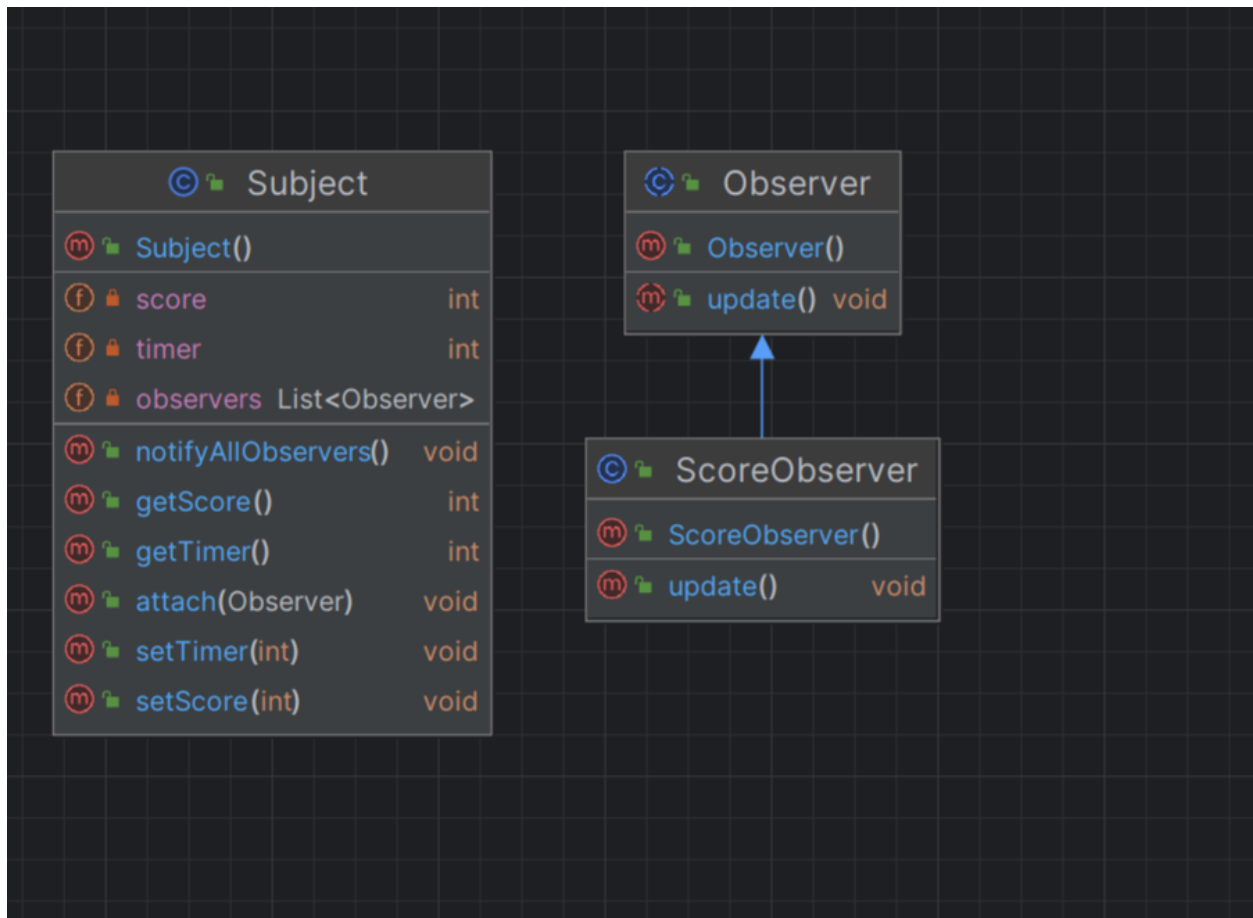 Subject
Subject()
score int
timer int
observers List<Observer>
notifyAllObservers() void
getScore() int
getTimer() int
attach(Observer) void
setTimer(int) void
setScore(int) void
Observer
Observer()
update() void
ScoreObserver
ScoreObserver()
update() void